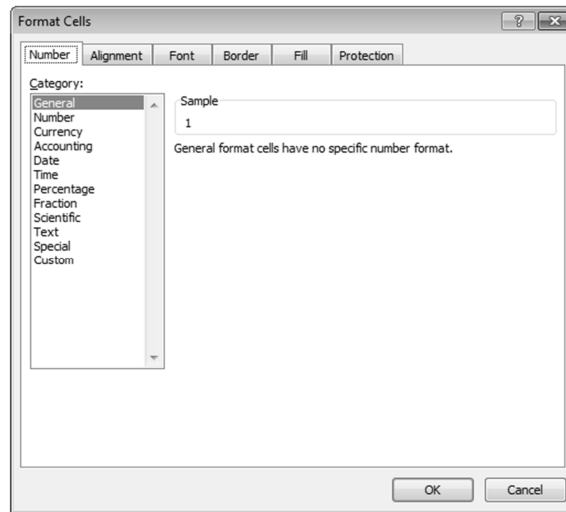 Format Cells
Number Alignment Font Border Fill Protection
Category:
General
Number
Currency
Accounting
Date
Time
Percentage
Fraction
Scientific
Text
Special
Custom
Sample
1
General format cells have no specific number format.
OK Cancel